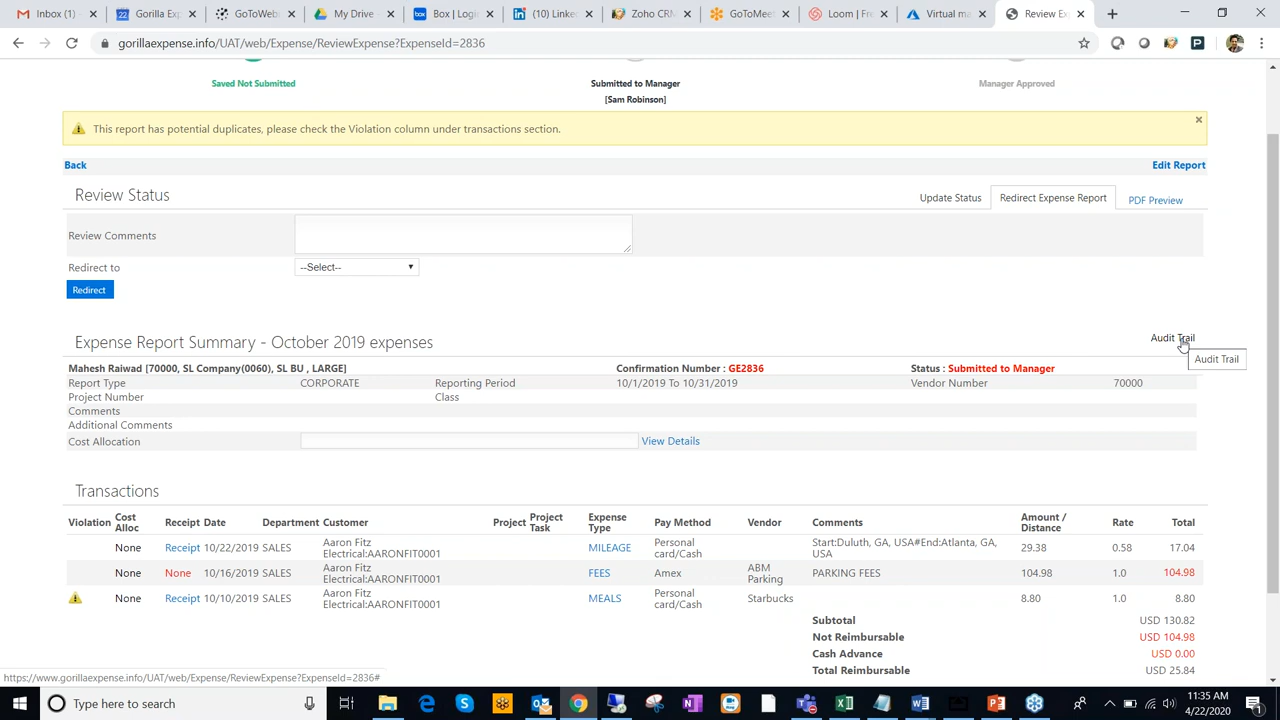 Inbox
Gorilla Exp
GoToWeb
My Drive
Box | Login
(10) Linke
Zoho CRM
GoToMeet
Loom | Fre
Virtual ma
Review Ex
gorillaexpense.info/UAT/web/Expense/ReviewExpense?ExpenseId=2836
Saved Not Submitted
Submitted to Manager
Manager Approved
[Sam Robinson]
This report has potential duplicates, please check the Violation column under transactions section.
Back
Edit Report
Review Status
Update Status
Redirect Expense Report
PDF Preview
Review Comments
Redirect to
--Select--
Redirect
Expense Report Summary - October 2019 expenses
Audit Trail
Audit Trail
Mahesh Raiwad [70000, SL Company(0060), SL BU , LARGE]
Confirmation Number : GE2836
Status : Submitted to Manager
Report Type CORPORATE Reporting Period 10/1/2019 To 10/31/2019 Vendor Number 70000
Project Number Class
Comments
Additional Comments
Cost Allocation View Details
Transactions
Violation Cost Alloc Receipt Date Department Customer Project Project Task Expense Type Pay Method Vendor Comments Amount / Distance Rate Total
None Receipt 10/22/2019 SALES Aaron Fitz Electrical:AARONFIT0001 MILEAGE Personal card/Cash Start:Duluth, GA, USA#End:Atlanta, GA, USA 29.38 0.58 17.04
None None 10/16/2019 SALES Aaron Fitz Electrical:AARONFIT0001 FEES Amex ABM Parking PARKING FEES 104.98 1.0 104.98
None Receipt 10/10/2019 SALES Aaron Fitz Electrical:AARONFIT0001 MEALS Personal card/Cash Starbucks 8.80 1.0 8.80
Subtotal USD 130.82
Not Reimbursable USD 104.98
Cash Advance USD 0.00
Total Reimbursable USD 25.84
https://www.gorillaexpense.info/UAT/web/Expense/ReviewExpense?ExpenseId=2836#
Type here to search
11:35 AM
4/22/2020